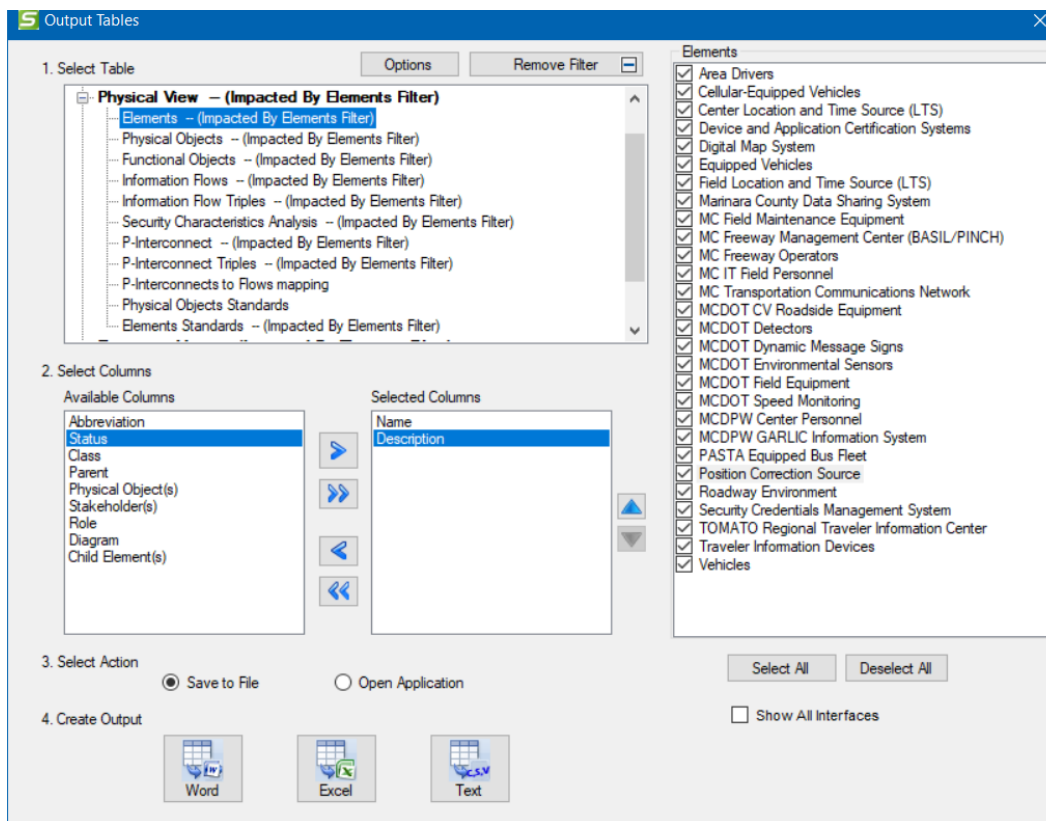 S Output Tables
1. Select Table
Options
Remove Filter
Physical View -- (Impacted By Elements Filter)
Elements -- (Impacted By Elements Filter)
Physical Objects -- (Impacted By Elements Filter)
Functional Objects -- (Impacted By Elements Filter)
Information Flows -- (Impacted By Elements Filter)
Information Flow Triples -- (Impacted By Elements Filter)
Security Characteristics Analysis -- (Impacted By Elements Filter)
P-Interconnect -- (Impacted By Elements Filter)
P-Interconnect Triples -- (Impacted By Elements Filter)
P-Interconnects to Flows mapping
Physical Objects Standards
Elements Standards -- (Impacted By Elements Filter)
2. Select Columns
Available Columns
Abbreviation
Status
Class
Parent
Physical Object(s)
Stakeholder(s)
Role
Diagram
Child Element(s)
Selected Columns
Name
Description
3. Select Action
Save to File
Open Application
4. Create Output
Word
Excel
C,S,V
Text
Elements
Area Drivers
Cellular-Equipped Vehicles
Center Location and Time Source (LTS)
Device and Application Certification Systems
Digital Map System
Equipped Vehicles
Field Location and Time Source (LTS)
Marinara County Data Sharing System
MC Field Maintenance Equipment
MC Freeway Management Center (BASIL/PINCH)
MC Freeway Operators
MC IT Field Personnel
MC Transportation Communications Network
MCDOT CV Roadside Equipment
MCDOT Detectors
MCDOT Dynamic Message Signs
MCDOT Environmental Sensors
MCDOT Field Equipment
MCDOT Speed Monitoring
MCDPW Center Personnel
MCDPW GARLIC Information System
PASTA Equipped Bus Fleet
Position Correction Source
Roadway Environment
Security Credentials Management System
TOMATO Regional Traveler Information Center
Traveler Information Devices
Vehicles
Select All
Deselect All
Show All Interfaces